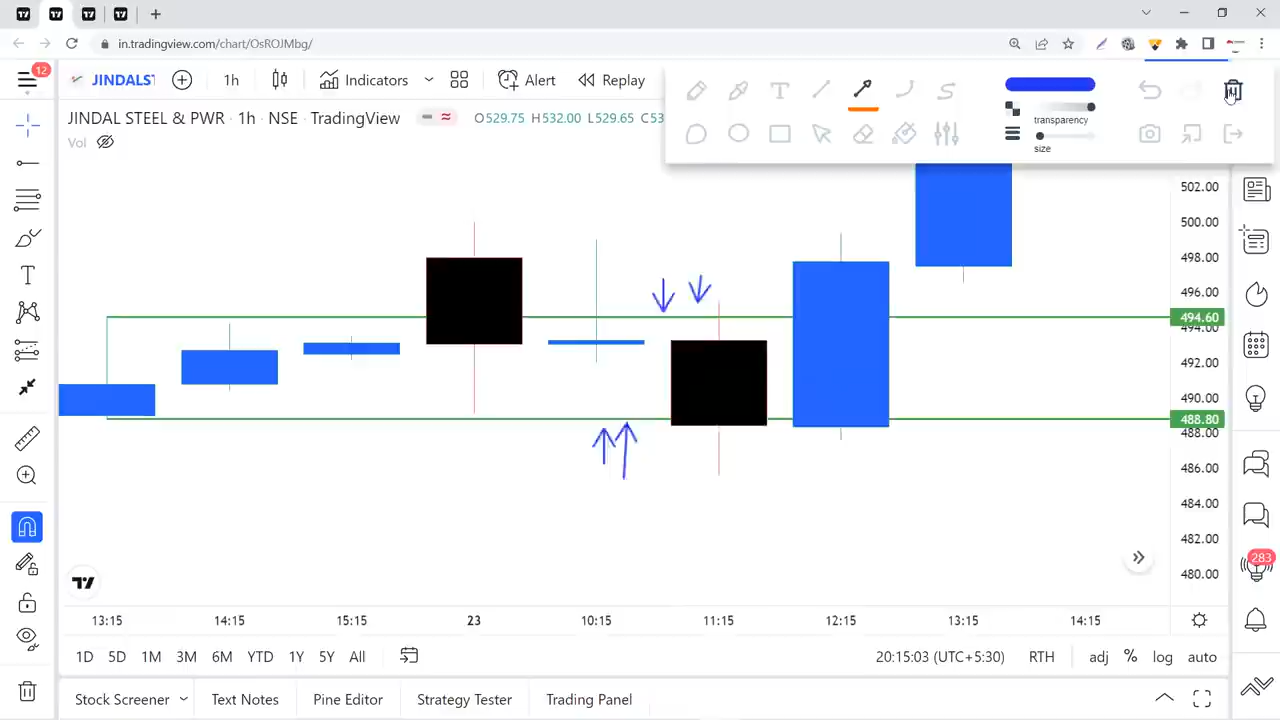 12
in.tradingview.com/chart/OsROJMbg/
JINDALST
1h
Indicators
Alert
Replay
JINDAL STEEL & PWR · 1h · NSE · TradingView
O529.75 H532.00 L529.65 C53
Vol
T
transparency
size
502.00
500.00
498.00
496.00
494.60
494.00
492.00
490.00
488.80
488.00
486.00
484.00
482.00
480.00
T
283
13:15 14:15 15:15 23 10:15 11:15 12:15 13:15 14:15
1D 5D 1M 3M 6M YTD 1Y 5Y All
20:15:03 (UTC+5:30) RTH adj % log auto
Stock Screener Text Notes Pine Editor Strategy Tester Trading Panel